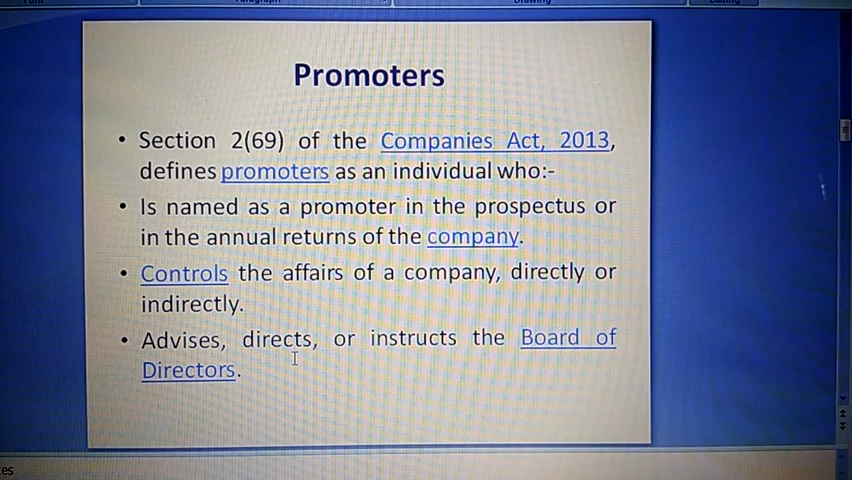 Promoters
• Section 2(69) of the Companies Act, 2013,
defines promoters as an individual who:-
• Is named as a promoter in the prospectus or
in the annual returns of the company.
• Controls the affairs of a company, directly or
indirectly.
• Advises, directs, or instructs the Board of
Directors.